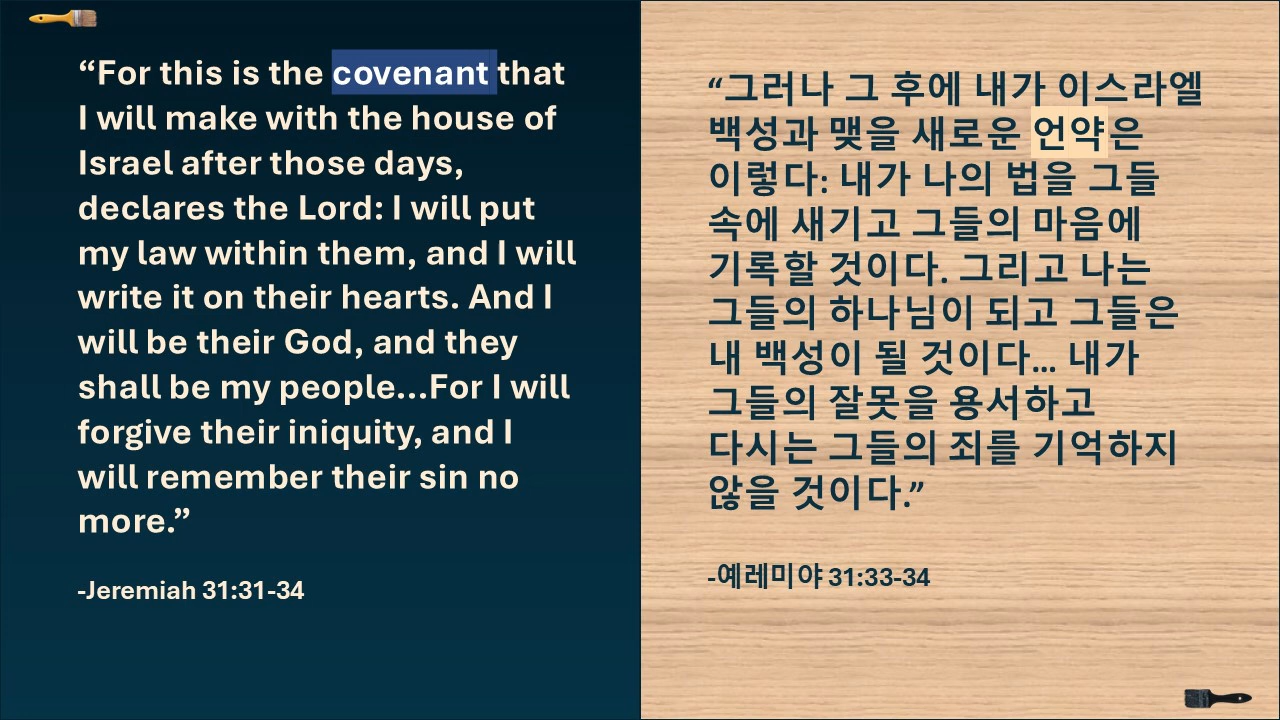 “For this is the covenant that
I will make with the house of
Israel after those days,
declares the Lord: I will put
my law within them, and I will
write it on their hearts. And I
will be their God, and they
shall be my people...For I will
forgive their iniquity, and I
will remember their sin no
more.”
-Jeremiah 31:31-34
“그러나 그 후에 내가 이스라엘
백성과 맺을 새로운 언약은
이렇다: 내가 나의 법을 그들
속에 새기고 그들의 마음에
기록할 것이다. 그리고 나는
그들의 하나님이 되고 그들은
내 백성이 될 것이다... 내가
그들의 잘못을 용서하고
다시는 그들의 죄를 기억하지
않을 것이다.”
-예레미야 31:33-34